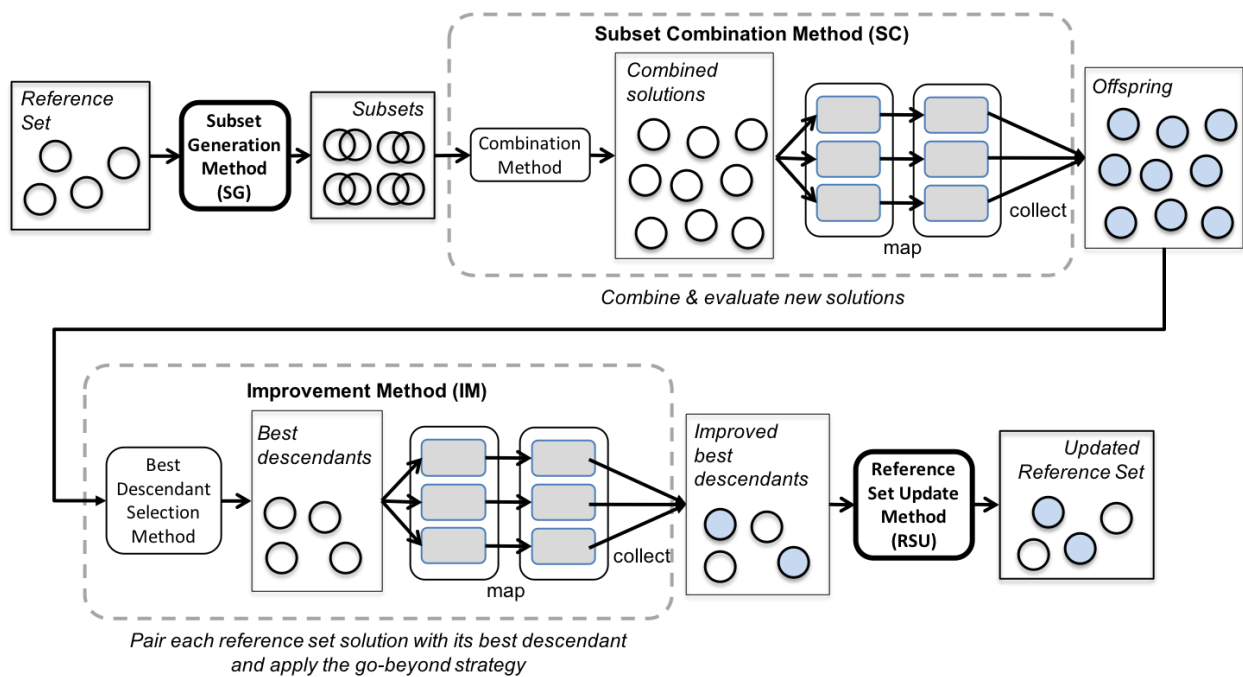 Subset Combination Method (SC)
Reference
Set
Subset
Generation
Method
(SG)
Subsets
Combination
Method
Combined
solutions
map
collect
Offspring
Combine & evaluate new solutions
Improvement Method (IM)
Best
Descendant
Selection
Method
Best
descendants
map
collect
Improved
best
descendants
Reference
Set Update
Method
(RSU)
Updated
Reference Set
Pair each reference set solution with its best descendant
and apply the go-beyond strategy